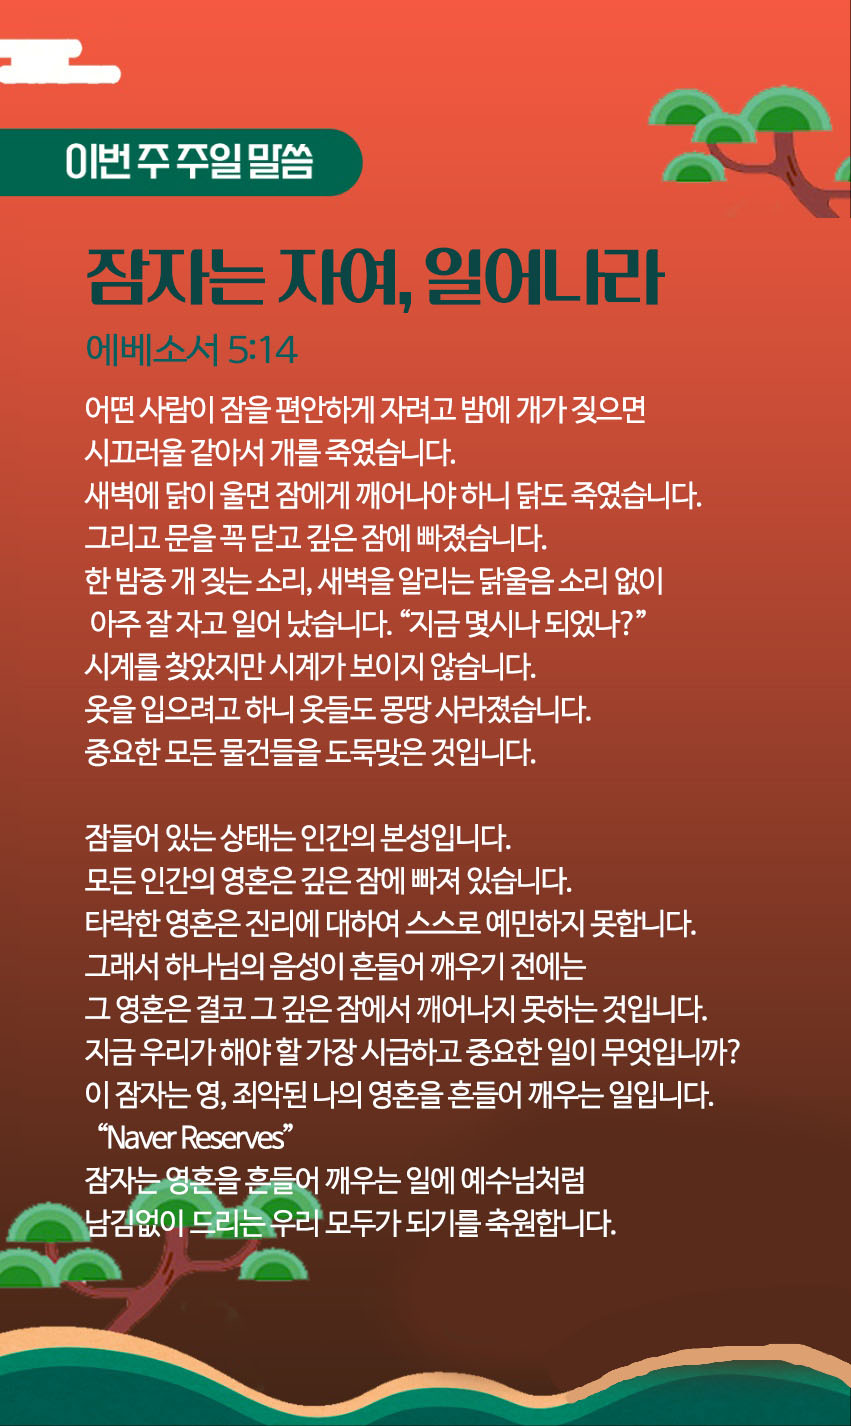 이번 주 주일 말씀
잠자는 자여, 일어나라
에베소서 5:14
어떤 사람이 잠을 편안하게 자려고 밤에 개가 짖으면
시끄러울 같아서 개를 죽였습니다.
새벽에 닭이 울면 잠에게 깨어나야 하니 닭도 죽였습니다.
그리고 문을 꼭 닫고 깊은 잠에 빠졌습니다.
한 밤중 개 짖는 소리, 새벽을 알리는 닭울음 소리 없이
아주 잘 자고 일어 났습니다. “지금 몇시나 되었나?”
시계를 찾았지만 시계가 보이지 않습니다.
옷을 입으려고 하니 옷들도 몽땅 사라졌습니다.
중요한 모든 물건들을 도둑맞은 것입니다.
잠들어 있는 상태는 인간의 본성입니다.
모든 인간의 영혼은 깊은 잠에 빠져 있습니다.
타락한 영혼은 진리에 대하여 스스로 예민하지 못합니다.
그래서 하나님의 음성이 흔들어 깨우기 전에는
그 영혼은 결코 그 깊은 잠에서 깨어나지 못하는 것입니다.
지금 우리가 해야 할 가장 시급하고 중요한 일이 무엇입니까?
이 잠자는 영, 죄악된 나의 영혼을 흔들어 깨우는 일입니다.
“Naver Reserves”
잠자는 영혼을 흔들어 깨우는 일에 예수님처럼
남김없이 드리는 우리 모두가 되기를 축원합니다.